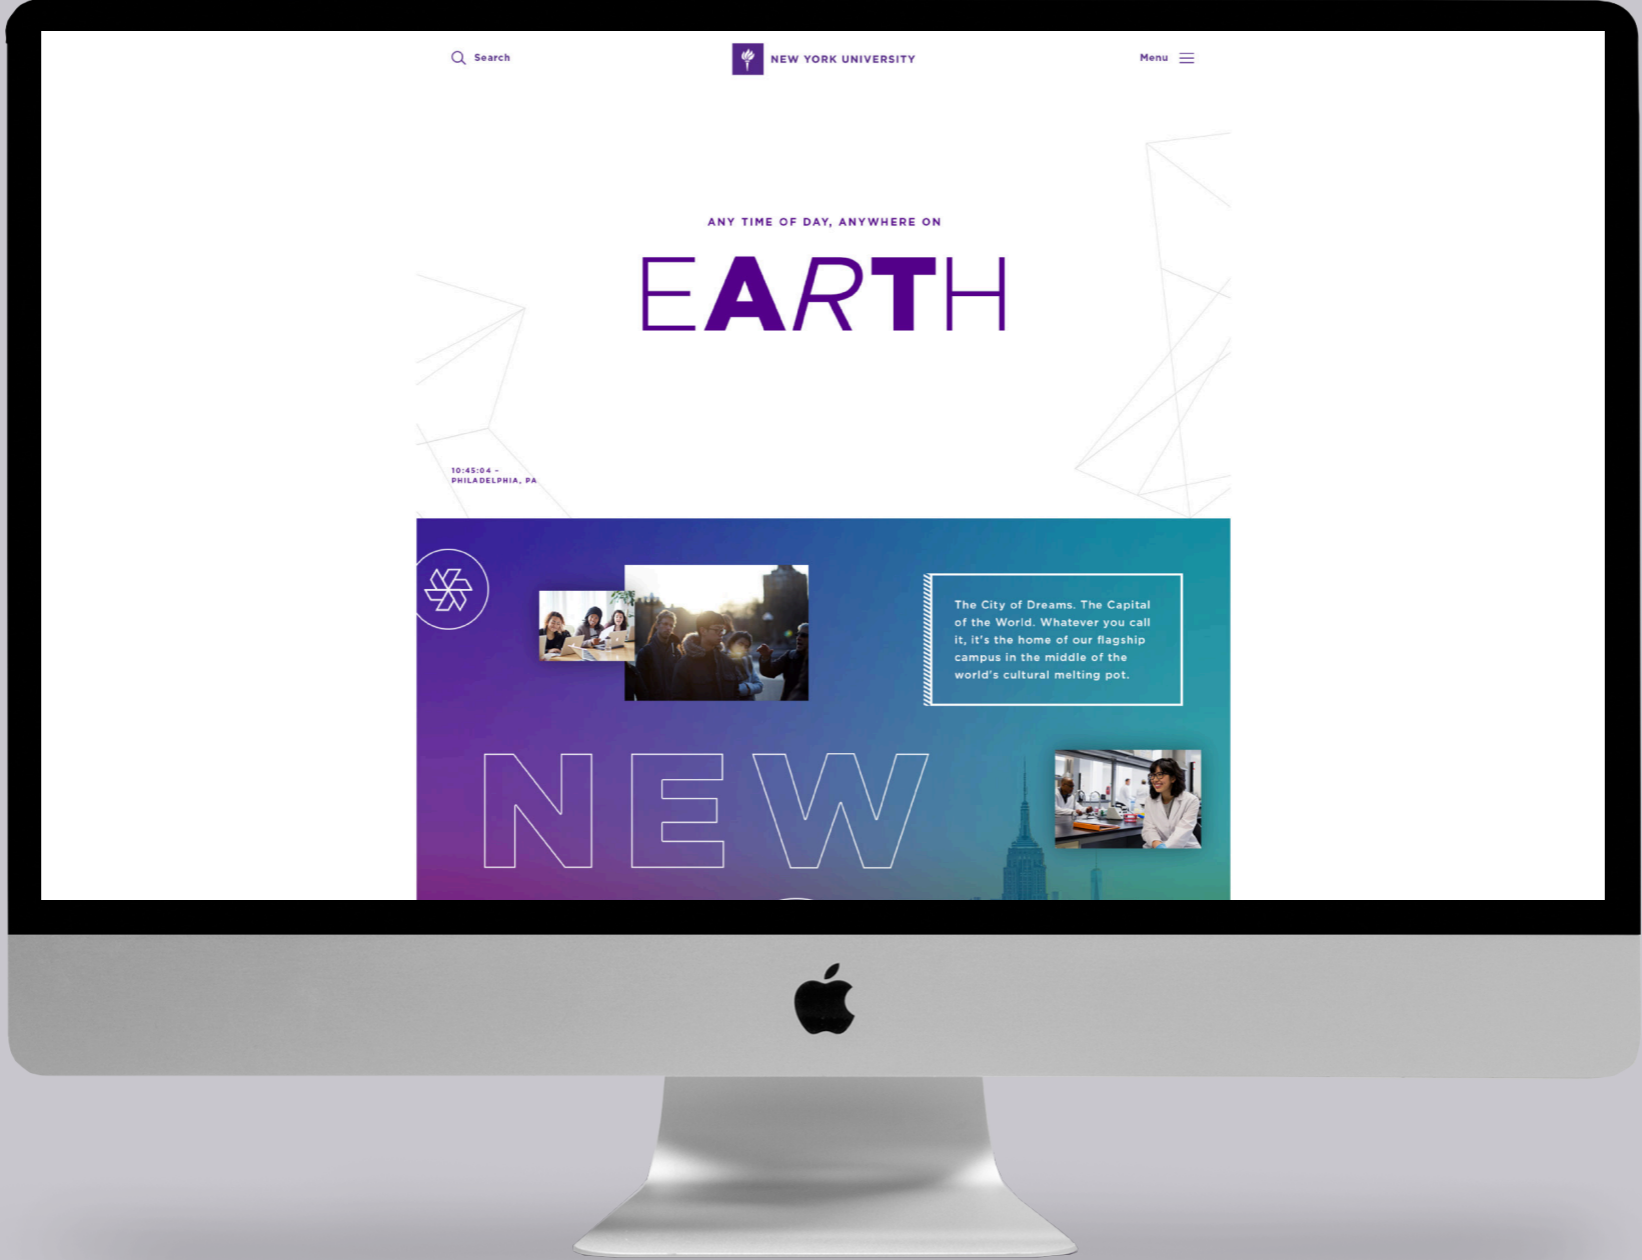 Search
NEW YORK UNIVERSITY
Menu
ANY TIME OF DAY, ANYWHERE ON
EARTH
10:45:04 –
PHILADELPHIA, PA
The City of Dreams. The Capital
of the World. Whatever you call
it, it's the home of our flagship
campus in the middle of the
world's cultural melting pot.
NEW